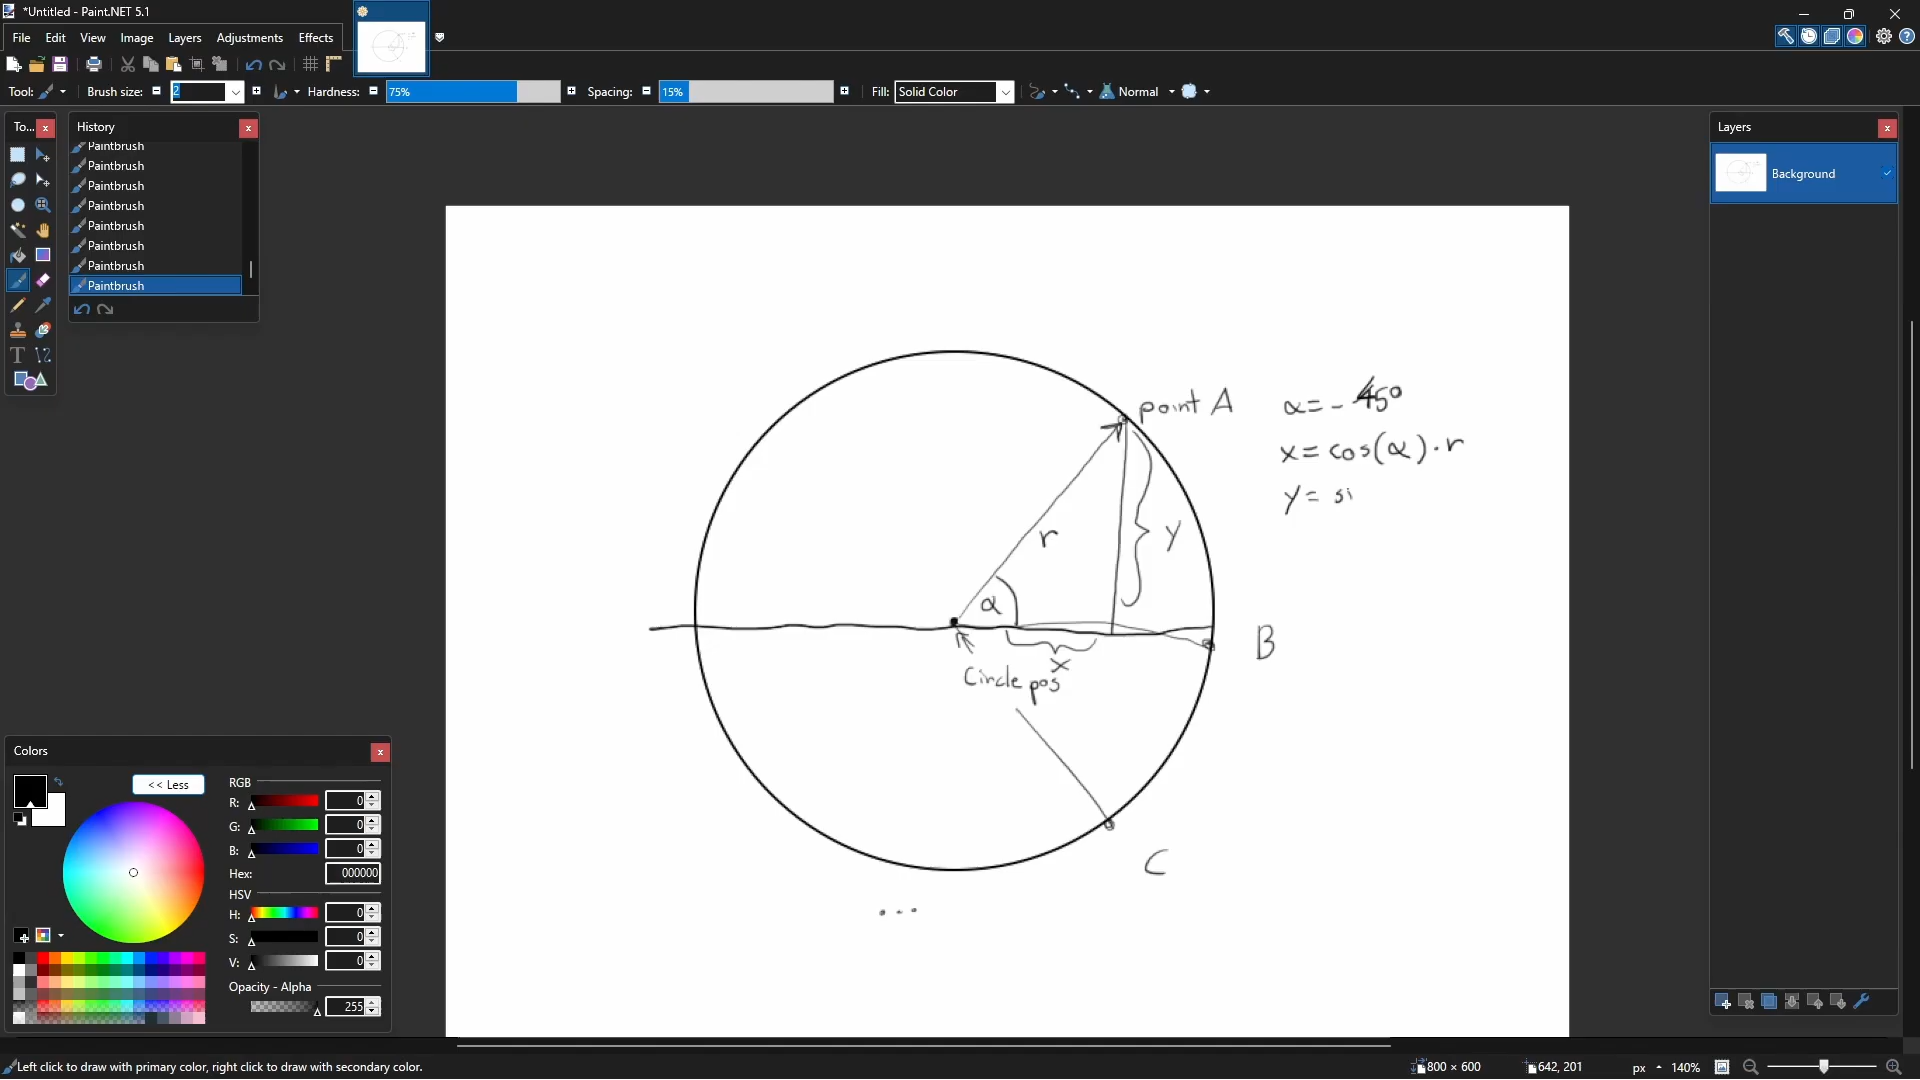 *Untitled - Paint.NET 5.1
File Edit View Image Layers Adjustments Effects
Tool: Brush size: 2 Hardness: 75% Spacing: 15% Fill: Solid Color Normal
To...
History
Paintbrush
Paintbrush
Paintbrush
Paintbrush
Paintbrush
Paintbrush
Paintbrush
Paintbrush
Layers
Background
point A
α = - 45°
x = cos(α) · r
y = si
r
y
α
x
Circle pos
B
C
...
Colors
<< Less
RGB
R: 0
G: 0
B: 0
Hex: 000000
HSV
H: 0
S: 0
V: 0
Opacity - Alpha
255
Left click to draw with primary color, right click to draw with secondary color.
800 × 600
642, 201
px
140%